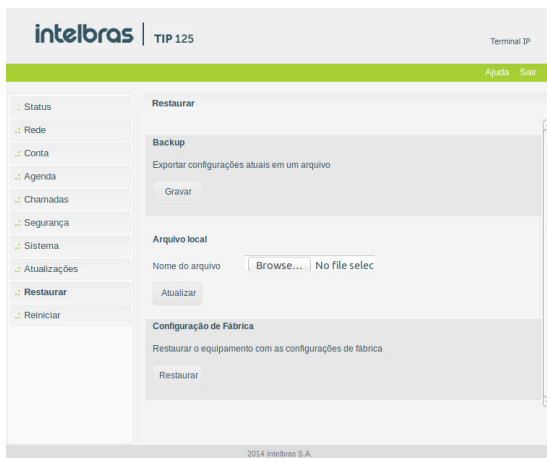 intelbras TIP 125
Terminal IP
Ajuda Sair
.: Status
.: Rede
.: Conta
.: Agenda
.: Chamadas
.: Segurança
.: Sistema
.: Atualizações
.: Restaurar
.: Reiniciar
Restaurar
Backup
Exportar configurações atuais em um arquivo
Gravar
Arquivo local
Nome do arquivo Browse... No file selec
Atualizar
Configuração de Fábrica
Restaurar o equipamento com as configurações de fábrica
Restaurar
2014 Intelbras S.A.